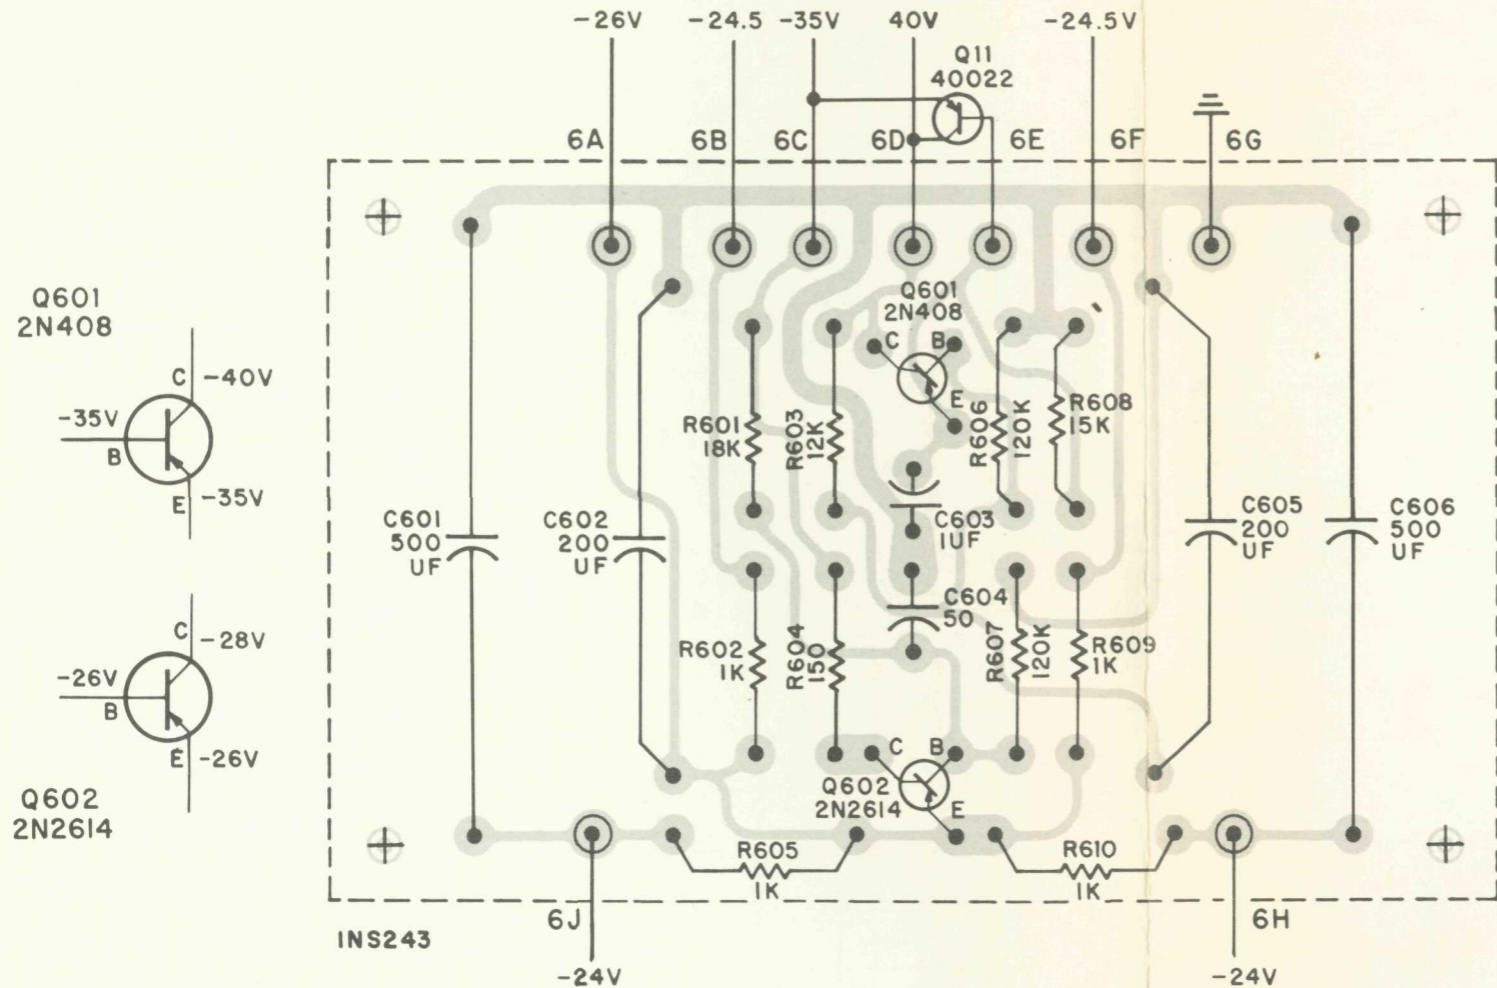 -26V
-24.5
-35V
40V
-24.5V
Q11
40022
6A
6B
6C
6D
6E
6F
6G
Q601
2N408
C
-40V
-35V
B
E
-35V
C
-28V
-26V
B
E
-26V
Q602
2N2614
Q601
2N408
C
B
E
R601
18K
R603
12K
R606
120K
R608
15K
C601
500
UF
C602
200
UF
C603
1UF
C605
200
UF
C606
500
UF
C604
50
R602
1K
R604
150
R607
120K
R609
1K
C
B
Q602
2N2614
E
R605
1K
R610
1K
6J
6H
INS243
-24V
-24V